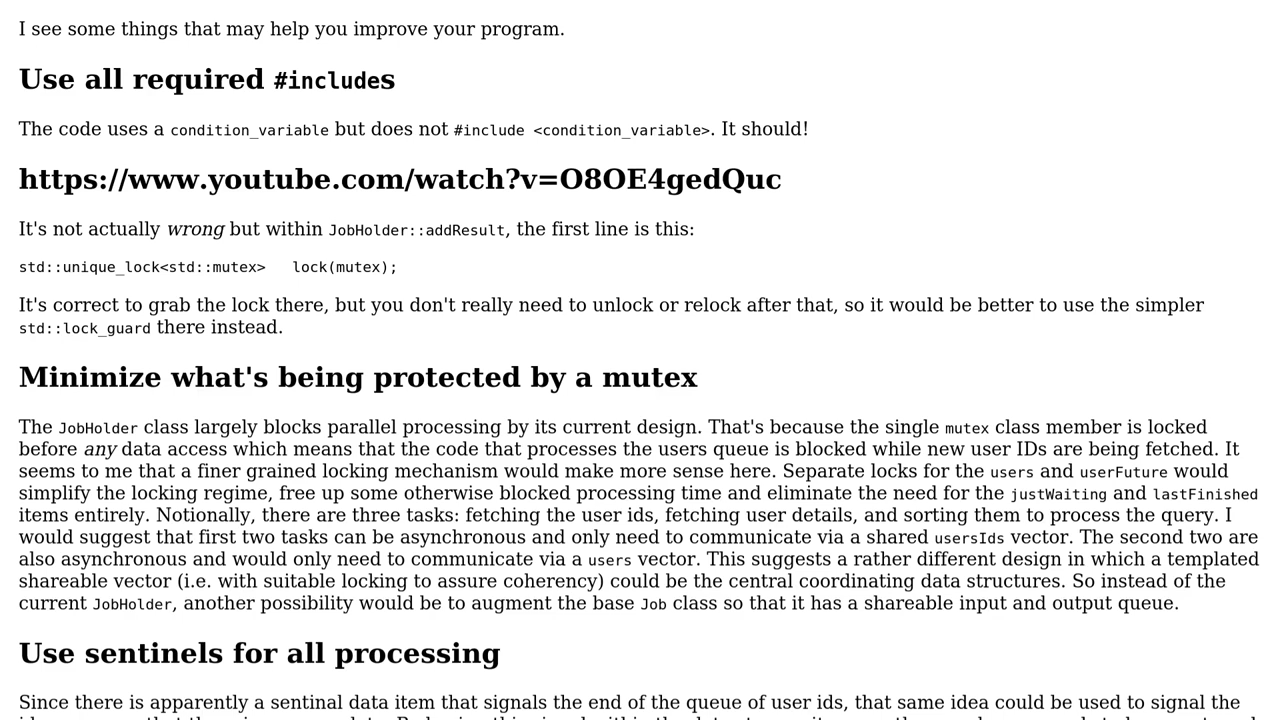 I see some things that may help you improve your program.
Use all required #includes
The code uses a condition_variable but does not #include <condition_variable>. It should!
https://www.youtube.com/watch?v=O8OE4gedQuc
It's not actually wrong but within JobHolder::addResult, the first line is this:
std::unique_lock<std::mutex>   lock(mutex);
It's correct to grab the lock there, but you don't really need to unlock or relock after that, so it would be better to use the simpler
std::lock_guard there instead.
Minimize what's being protected by a mutex
The JobHolder class largely blocks parallel processing by its current design. That's because the single mutex class member is locked
before any data access which means that the code that processes the users queue is blocked while new user IDs are being fetched. It
seems to me that a finer grained locking mechanism would make more sense here. Separate locks for the users and userFuture would
simplify the locking regime, free up some otherwise blocked processing time and eliminate the need for the justWaiting and lastFinished
items entirely. Notionally, there are three tasks: fetching the user ids, fetching user details, and sorting them to process the query. I
would suggest that first two tasks can be asynchronous and only need to communicate via a shared usersIds vector. The second two are
also asynchronous and would only need to communicate via a users vector. This suggests a rather different design in which a templated
shareable vector (i.e. with suitable locking to assure coherency) could be the central coordinating data structures. So instead of the
current JobHolder, another possibility would be to augment the base Job class so that it has a shareable input and output queue.
Use sentinels for all processing
Since there is apparently a sentinal data item that signals the end of the queue of user ids, that same idea could be used to signal the